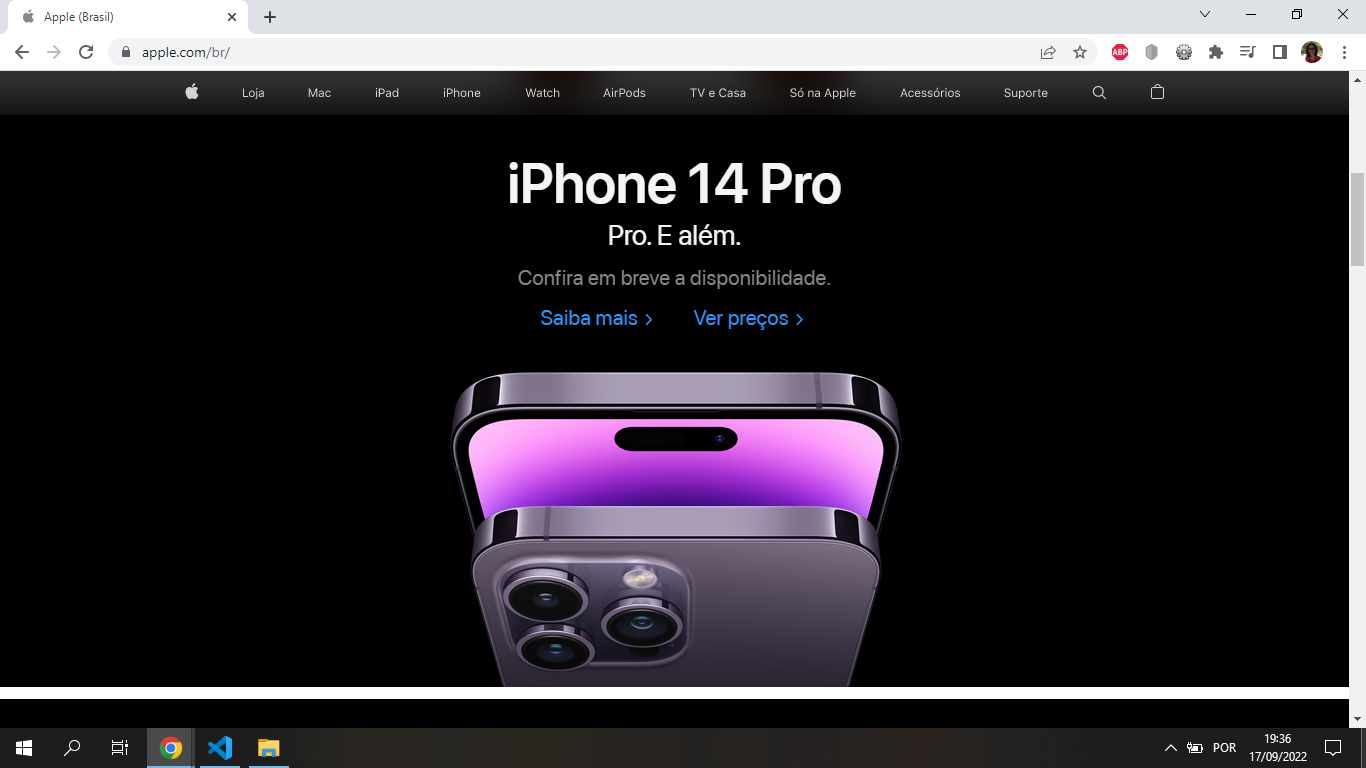 Apple (Brasil)
apple.com/br/
ABP
Loja Mac iPad iPhone Watch AirPods TV e Casa Só na Apple Acessórios Suporte
iPhone 14 Pro
Pro. E além.
Confira em breve a disponibilidade.
Saiba mais > Ver preços >
POR
19:36
17/09/2022